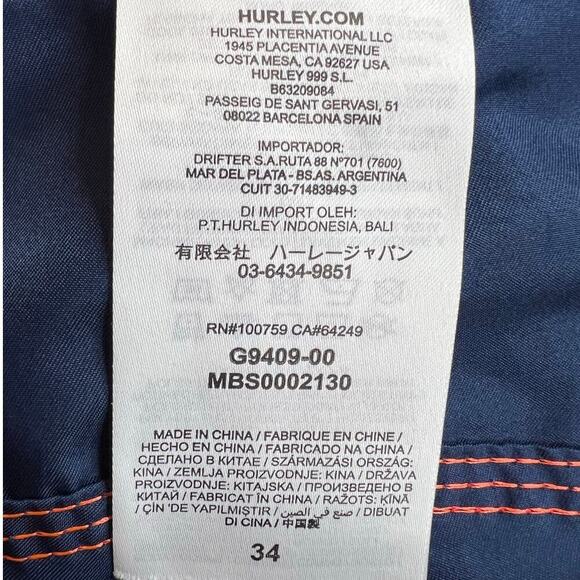 HURLEY.COM
HURLEY INTERNATIONAL LLC
1945 PLACENTIA AVENUE
COSTA MESA, CA 92627 USA
HURLEY 999 S.L.
B63209084
PASSEIG DE SANT GERVASI, 51
08022 BARCELONA SPAIN
IMPORTADOR:
DRIFTER S.A.RUTA 88 Nº701 (7600)
MAR DEL PLATA - BS.AS. ARGENTINA
CUIT 30-71483949-3
DI IMPORT OLEH:
P.T.HURLEY INDONESIA, BALI
有限会社 ハーレージャパン
03-6434-9851
RN#100759 CA#64249
G9409-00
MBS0002130
MADE IN CHINA / FABRIQUE EN CHINE /
HECHO EN CHINA / FABRICADO NA CHINA /
СДЕЛАНО В КИТАЕ / SZÁRMAZÁSI ORSZÁG:
KÍNA / ZEMLJA PROIZVODNJE: KINA / DRŽAVA
PROIZVODNJE: KITAJSKA / ПРОИЗВЕДЕНО В
КИТАЙ / FABRICAT ÎN CHINA / RAŽOTS: ĶĪNĀ
/ ÇİN 'DE YAPILMIŞTIR / صنع في الصين / DIBUAT
DI CINA / 中国製
34